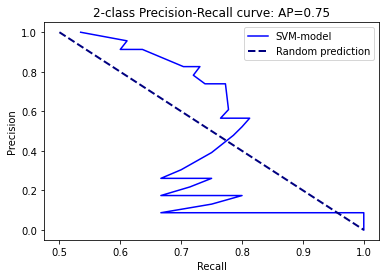 2-class Precision-Recall curve: AP=0.75
SVM-model
Random prediction
Precision
1.0
0.8
0.6
0.4
0.2
0.0
0.5 0.6 0.7 0.8 0.9 1.0
Recall